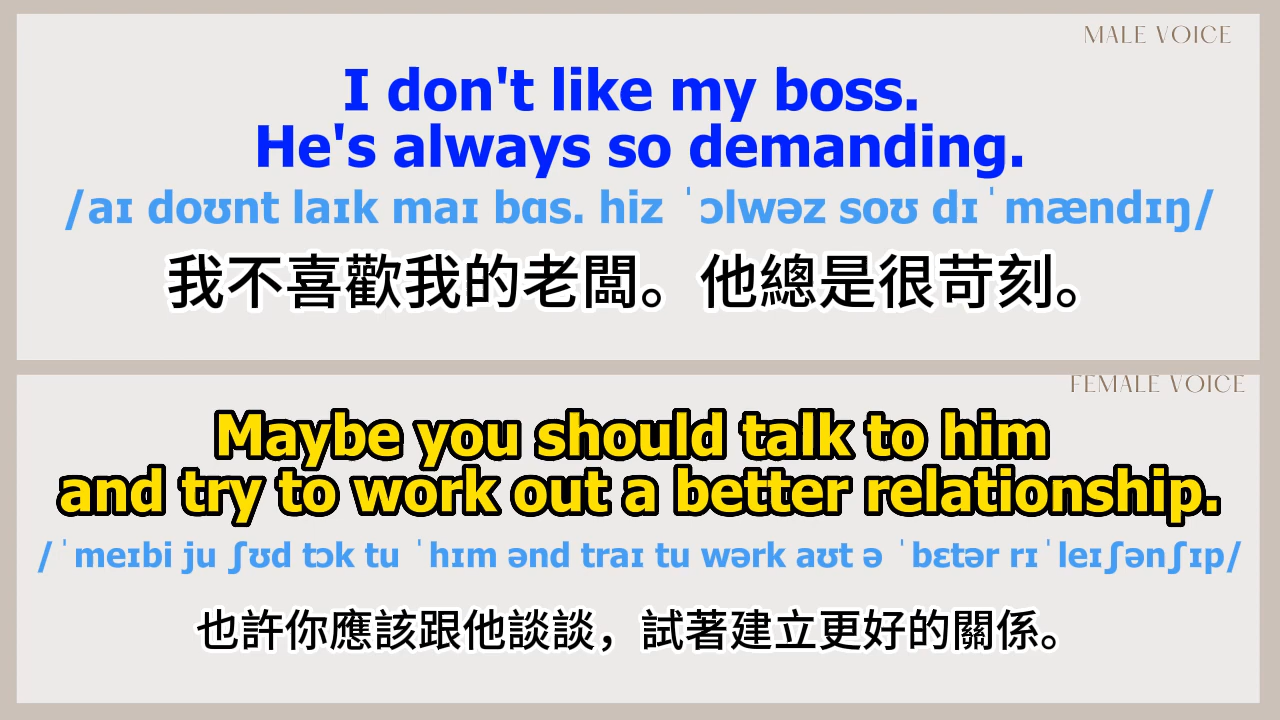 MALE VOICE
I don't like my boss.
He's always so demanding.
/aɪ doʊnt laɪk maɪ bɑs. hiz ˈɔlwəz soʊ dɪˈmændɪŋ/
我不喜歡我的老闆。他總是很苛刻。
FEMALE VOICE
Maybe you should talk to him
and try to work out a better relationship.
/ˈmeɪbi ju ʃʊd tɔk tu ˈhɪm ənd traɪ tu wərk aʊt ə ˈbɛtər rɪˈleɪʃənʃɪp/
也許你應該跟他談談，試著建立更好的關係。